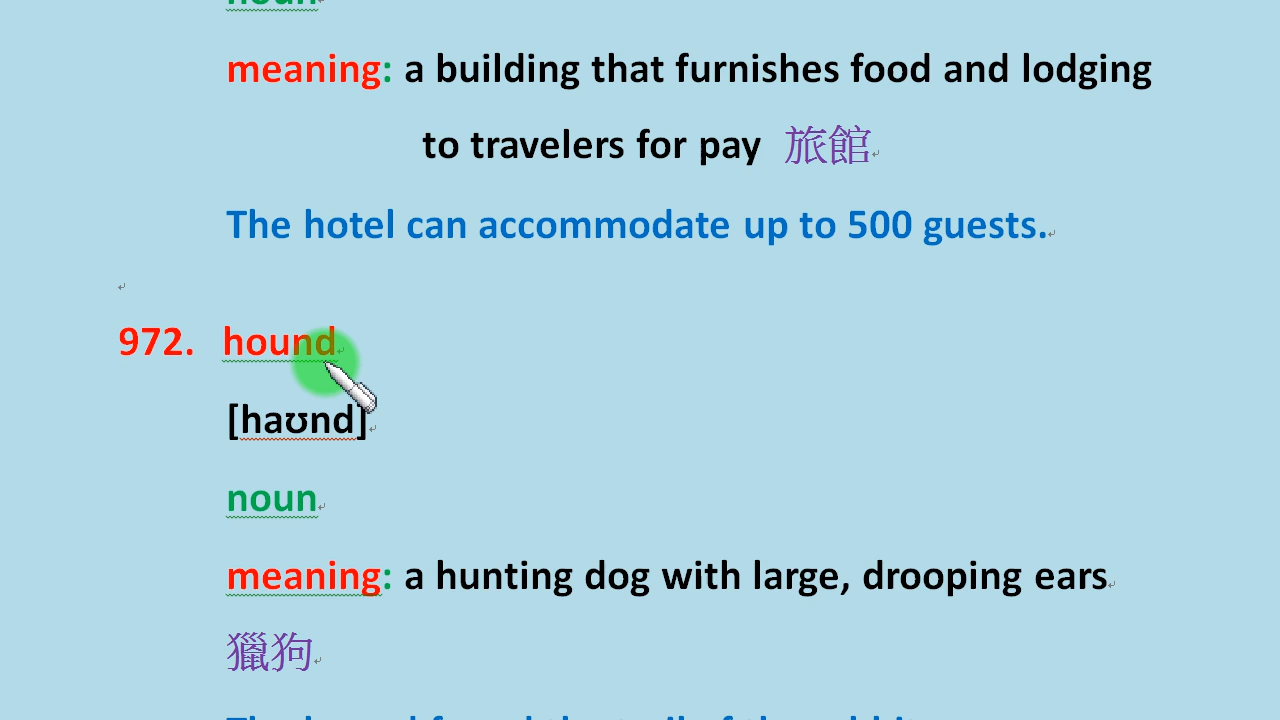 noun
meaning: a building that furnishes food and lodging
to travelers for pay 旅館
The hotel can accommodate up to 500 guests.
972. hound
[haʊnd]
noun
meaning: a hunting dog with large, drooping ears
獵狗